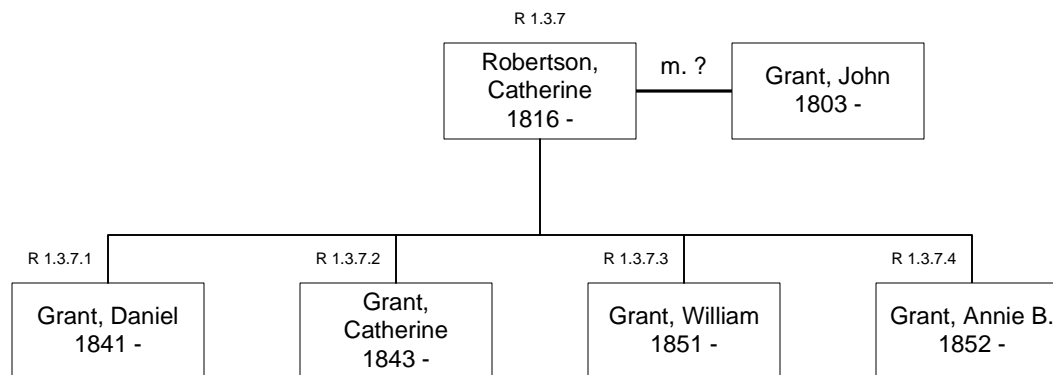 R 1.3.7
Robertson,
Catherine
1816 -
m. ?
Grant, John
1803 -
R 1.3.7.1
Grant, Daniel
1841 -
R 1.3.7.2
Grant,
Catherine
1843 -
R 1.3.7.3
Grant, William
1851 -
R 1.3.7.4
Grant, Annie B.
1852 -